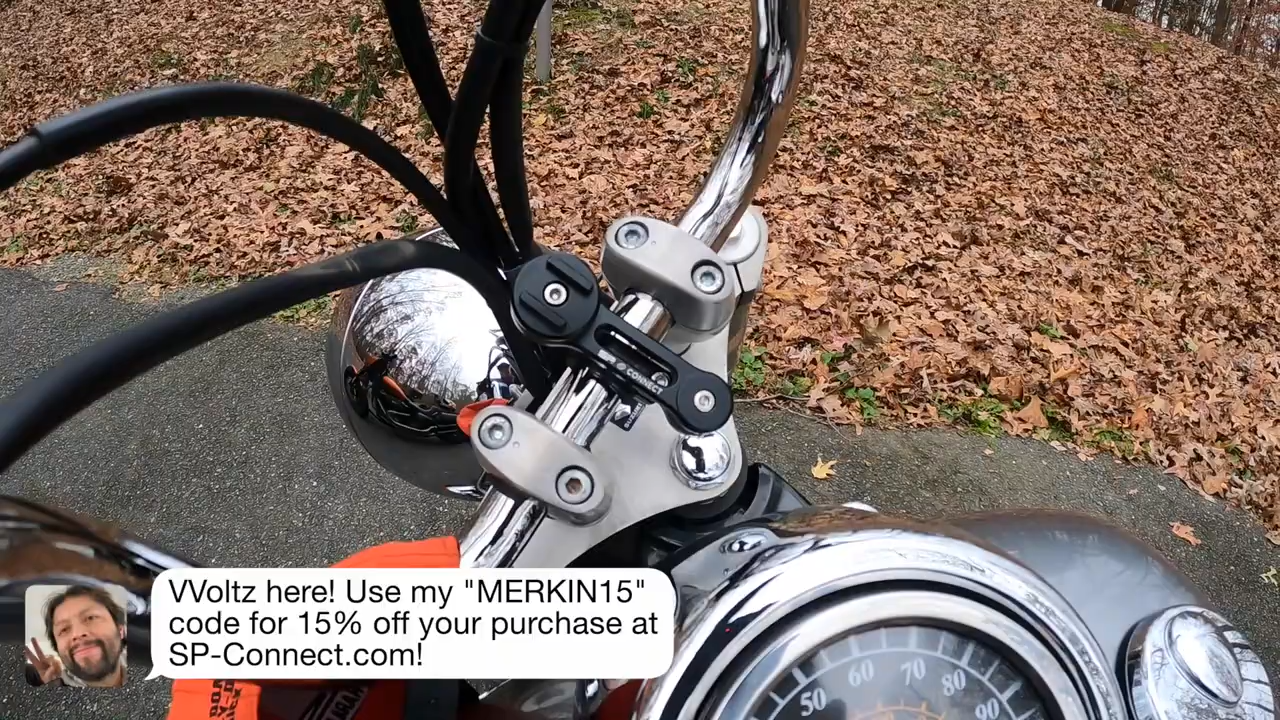 CONNECT
SUZUKI
VVoltz here! Use my "MERKIN15"
code for 15% off your purchase at
SP-Connect.com!
50 60 70 80 90